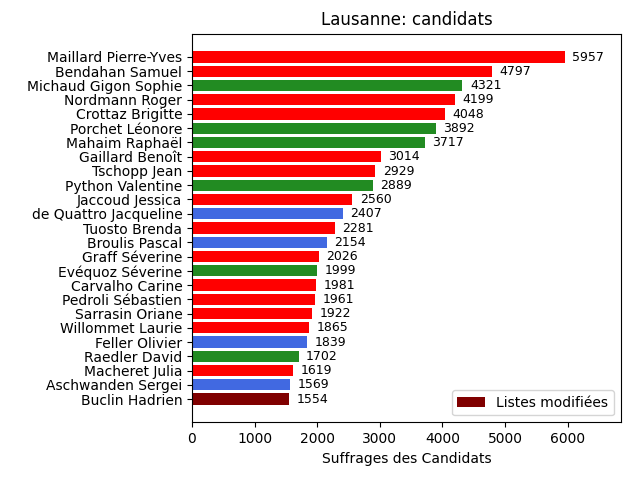 Lausanne: candidats
Maillard Pierre-Yves 5957
Bendahan Samuel 4797
Michaud Gigon Sophie 4321
Nordmann Roger 4199
Crottaz Brigitte 4048
Porchet Léonore 3892
Mahaim Raphaël 3717
Gaillard Benoît 3014
Tschopp Jean 2929
Python Valentine 2889
Jaccoud Jessica 2560
de Quattro Jacqueline 2407
Tuosto Brenda 2281
Broulis Pascal 2154
Graff Séverine 2026
Evéquoz Séverine 1999
Carvalho Carine 1981
Pedroli Sébastien 1961
Sarrasin Oriane 1922
Willommet Laurie 1865
Feller Olivier 1839
Raedler David 1702
Macheret Julia 1619
Aschwanden Sergei 1569
Buclin Hadrien 1554
Listes modifiées
0 1000 2000 3000 4000 5000 6000
Suffrages des Candidats